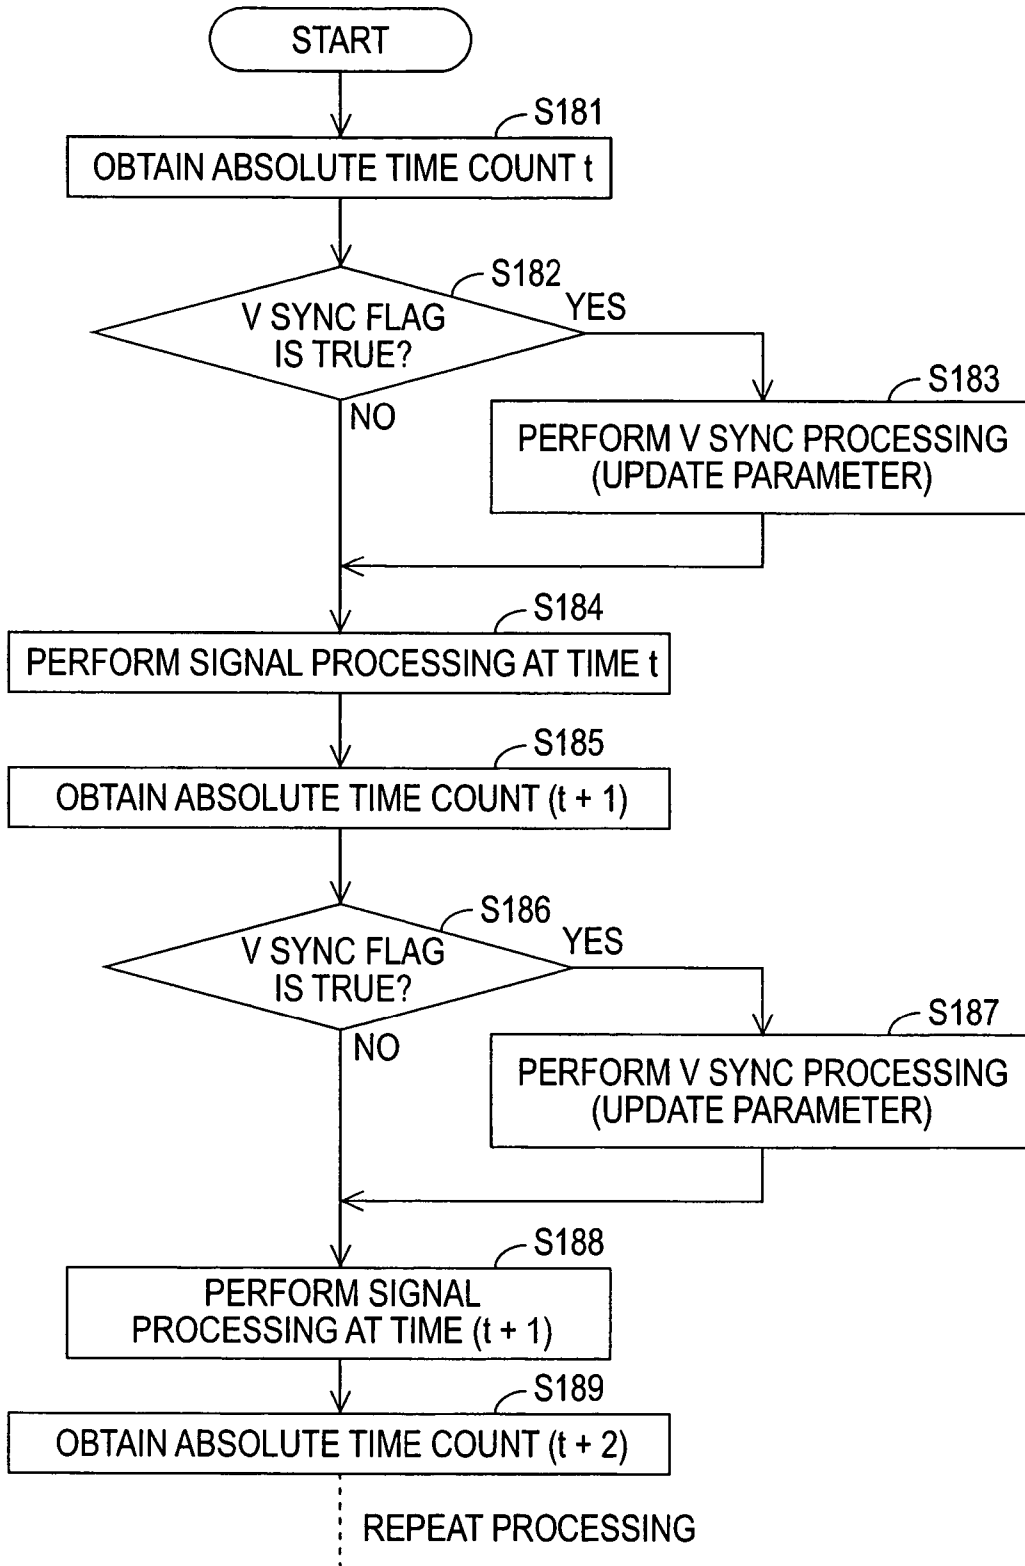 START
S181
OBTAIN ABSOLUTE TIME COUNT t
S182
V SYNC FLAG
IS TRUE?
YES
NO
S183
PERFORM V SYNC PROCESSING
(UPDATE PARAMETER)
S184
PERFORM SIGNAL PROCESSING AT TIME t
S185
OBTAIN ABSOLUTE TIME COUNT (t + 1)
S186
V SYNC FLAG
IS TRUE?
YES
NO
S187
PERFORM V SYNC PROCESSING
(UPDATE PARAMETER)
S188
PERFORM SIGNAL
PROCESSING AT TIME (t + 1)
S189
OBTAIN ABSOLUTE TIME COUNT (t + 2)
REPEAT PROCESSING